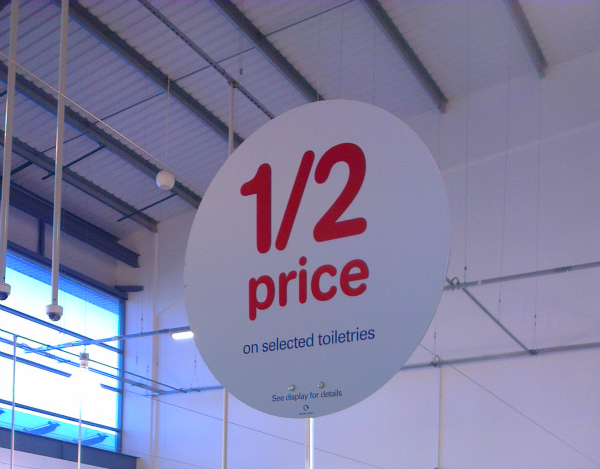 1/2
price
on selected toiletries
See display for details